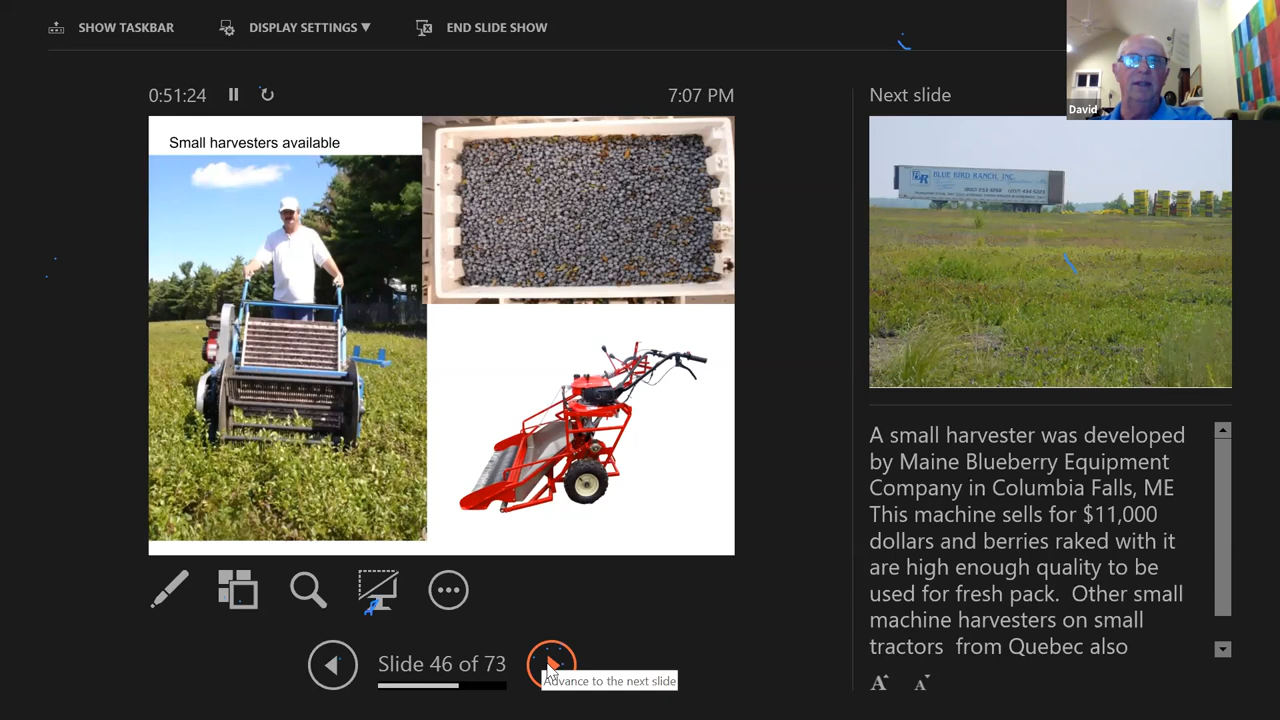 SHOW TASKBAR
DISPLAY SETTINGS ▼
END SLIDE SHOW
0:51:24
7:07 PM
Next slide
David
Small harvesters available
BLUE BIRD RANCH, INC.
A small harvester was developed
by Maine Blueberry Equipment
Company in Columbia Falls, ME
This machine sells for $11,000
dollars and berries raked with it
are high enough quality to be
used for fresh pack. Other small
machine harvesters on small
tractors from Quebec also
Slide 46 of 73
Advance to the next slide
A A